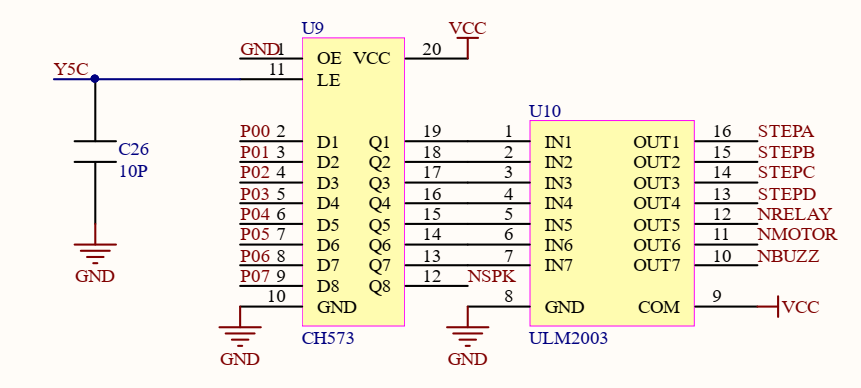 U9
VCC
GND 1 OE VCC 20
Y5C 11 LE
U10
P00 2 D1 Q1 19 1 IN1 OUT1 16 STEPA
P01 3 D2 Q2 18 2 IN2 OUT2 15 STEPB
C26
10P
P02 4 D3 Q3 17 3 IN3 OUT3 14 STEPC
P03 5 D4 Q4 16 4 IN4 OUT4 13 STEPD
P04 6 D5 Q5 15 5 IN5 OUT5 12 NRELAY
P05 7 D6 Q6 14 6 IN6 OUT6 11 NMOTOR
P06 8 D7 Q7 13 7 IN7 OUT7 10 NBUZZ
P07 9 D8 Q8 12 NSPK
GND
10 GND 8 GND COM 9 VCC
CH573 ULM2003
GND GND